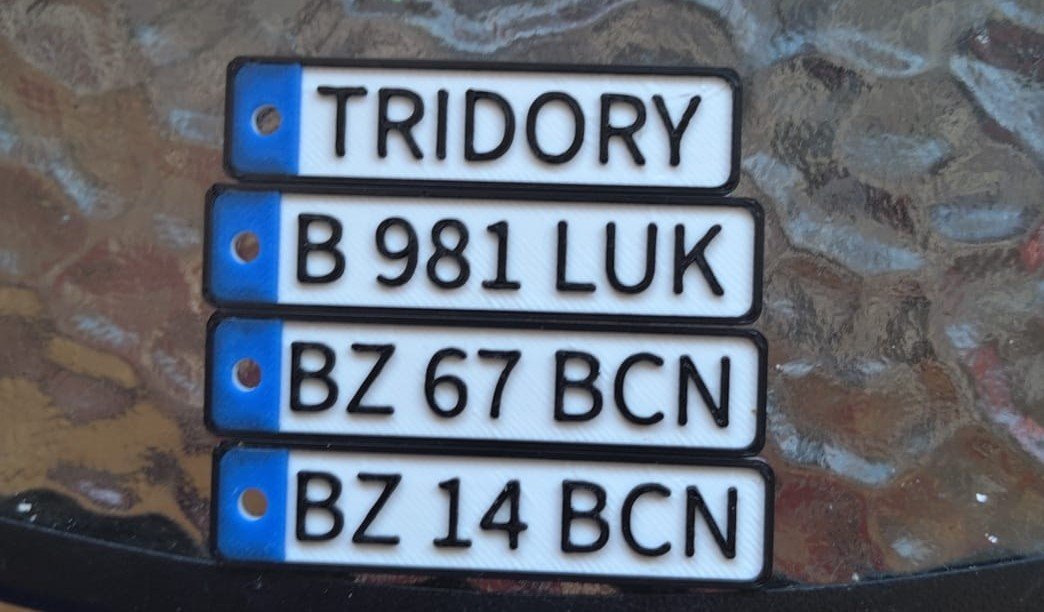 TRIDORY
B 981 LUK
BZ 67 BCN
BZ 14 BCN